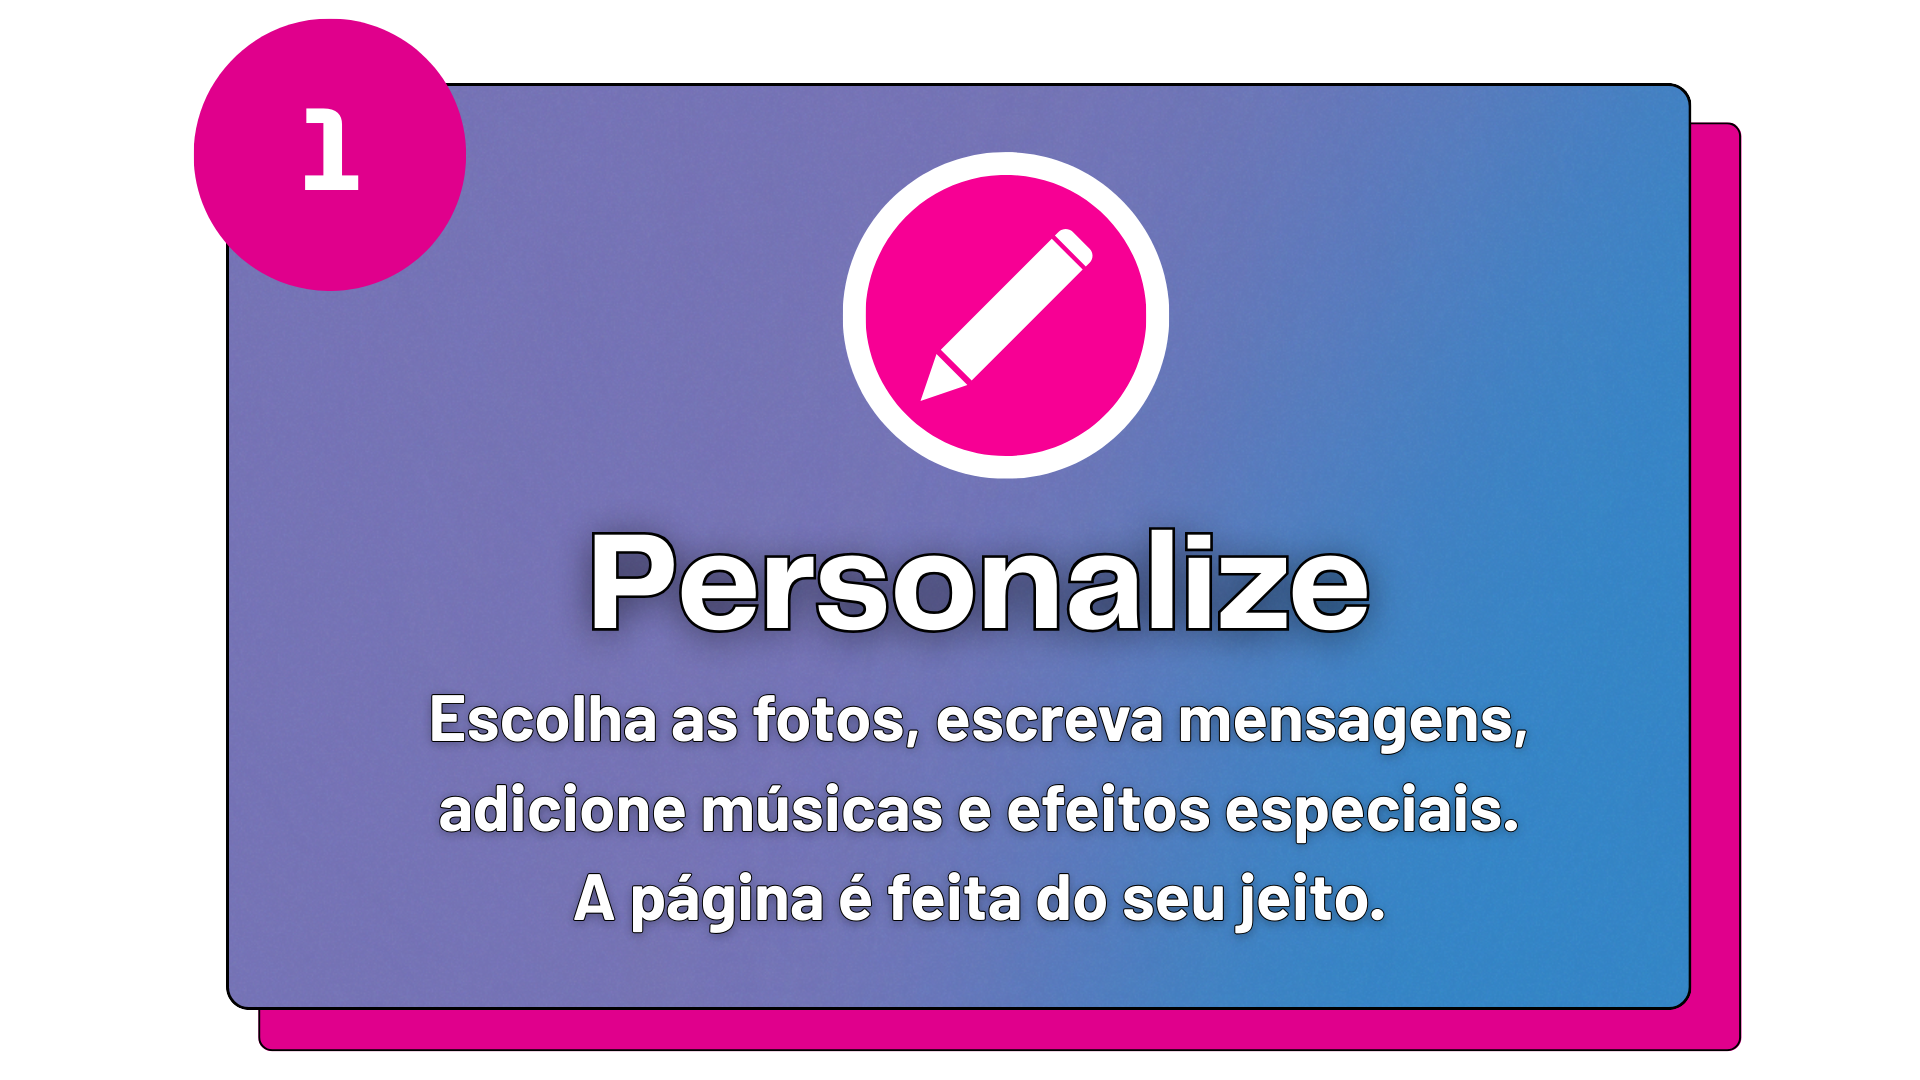 1
Personalize
Escolha as fotos, escreva mensagens,
adicione músicas e efeitos especiais.
A página é feita do seu jeito.